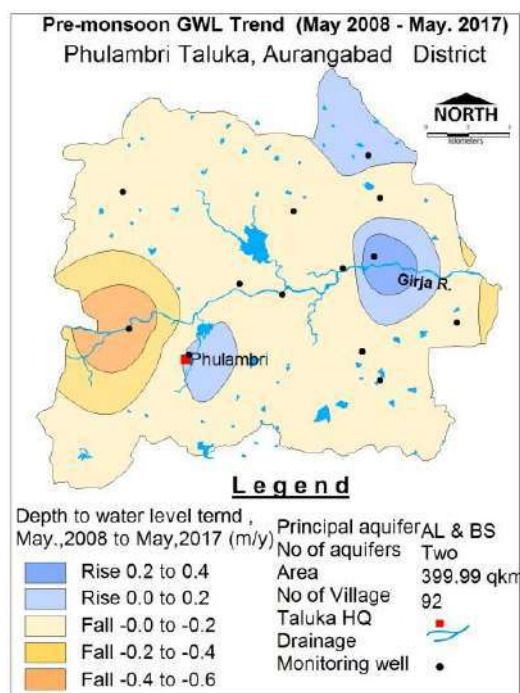 Pre-monsoon GWL Trend (May 2008 - May. 2017)
Phulambri Taluka, Aurangabad District
NORTH
kilometers
Girja R.
Phulambri
Legend
Depth to water level ternd ,
May.,2008 to May,2017 (m/y)
Rise 0.2 to 0.4
Rise 0.0 to 0.2
Fall -0.0 to -0.2
Fall -0.2 to -0.4
Fall -0.4 to -0.6
Principal aquifer AL & BS
No of aquifers Two
Area 399.99 qkm
No of Village 92
Taluka HQ
Drainage
Monitoring well